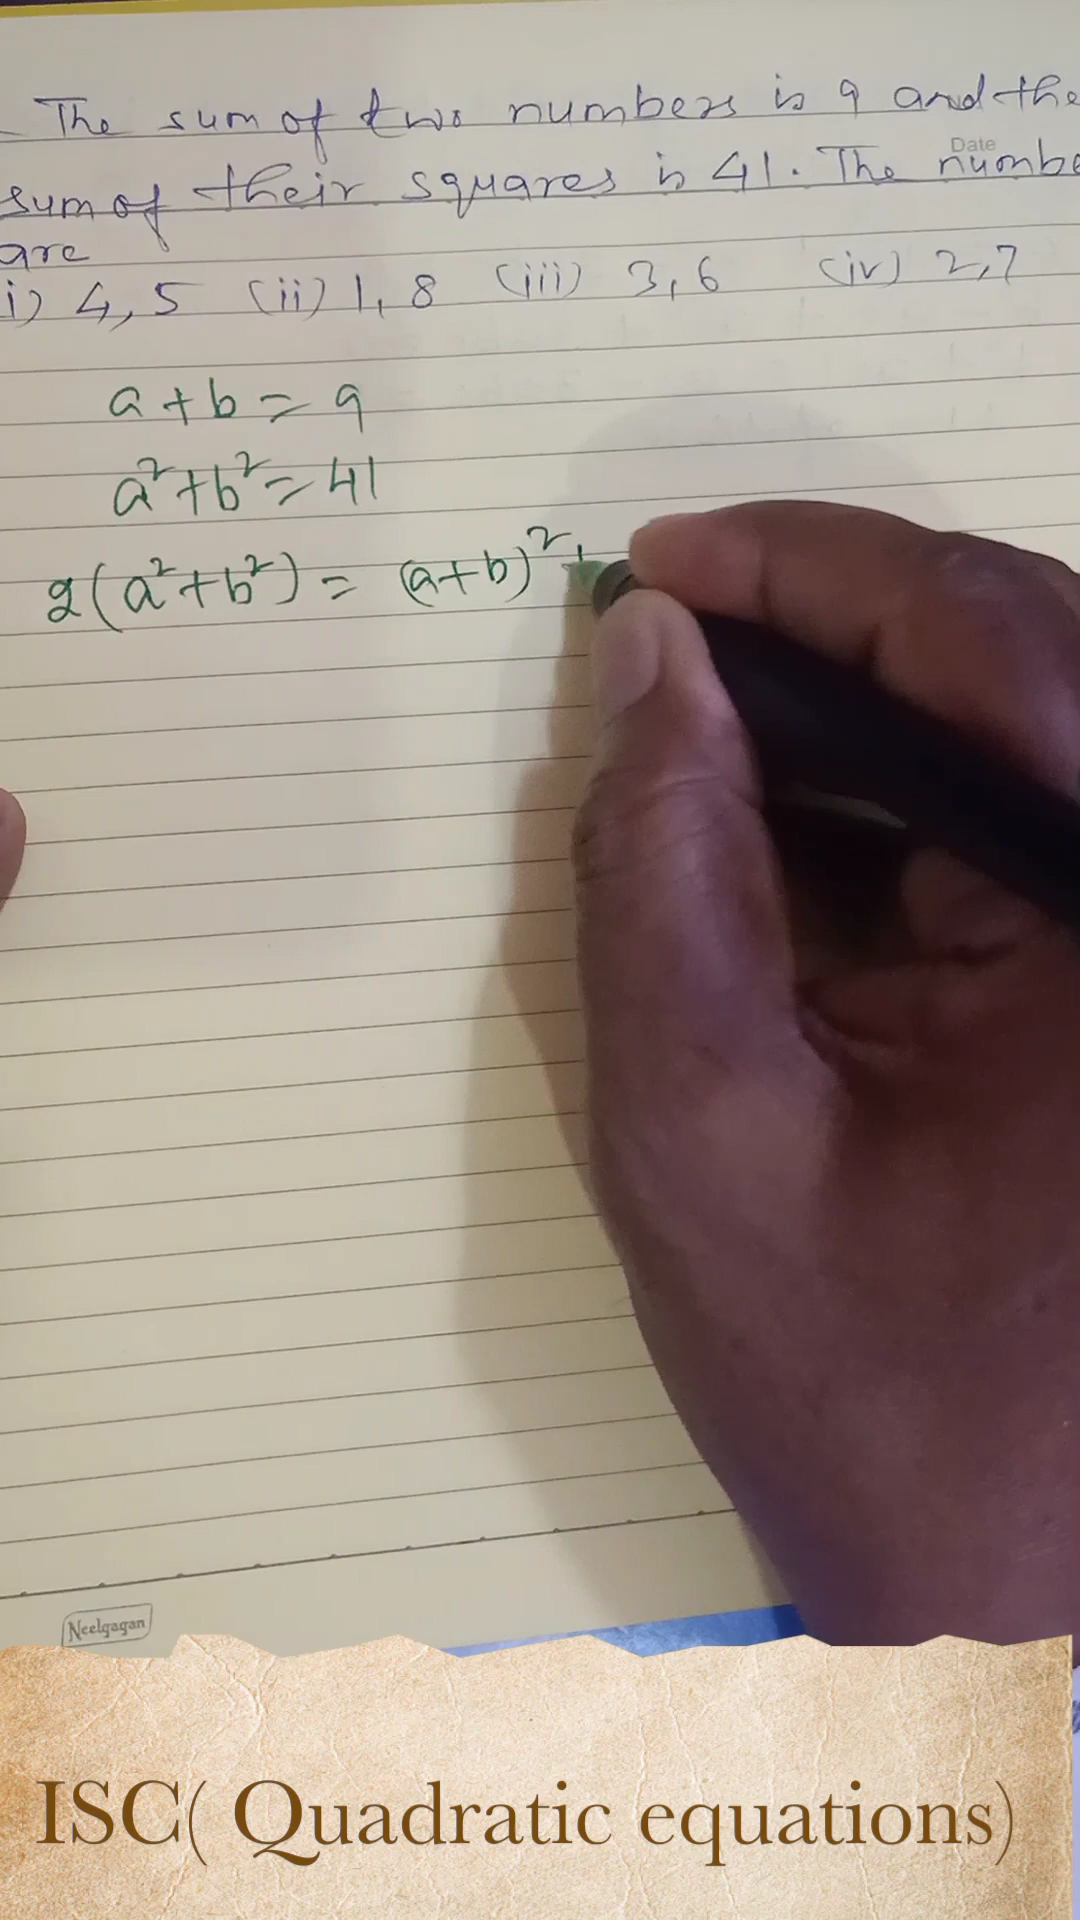 The sum of two numbers is 9 and the
Date
sum of their squares is 41. The numbe
are
i) 4, 5 (ii) 1, 8 (iii) 3, 6 (iv) 2, 7
a + b = 9
a² + b² = 41
2(a² + b²) = (a+b)² +
Neelgagan
ISC( Quadratic equations)